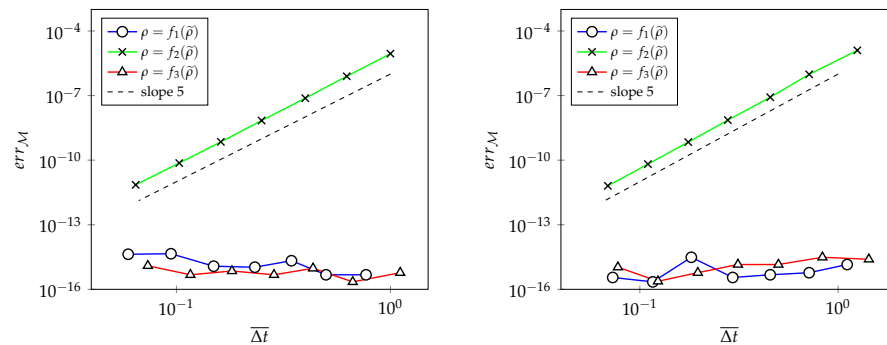 10⁻⁴
10⁻⁷
10⁻¹⁰
10⁻¹³
10⁻¹⁶
err_ℳ
ρ = f₁(ρ̃)
ρ = f₂(ρ̃)
ρ = f₃(ρ̃)
slope 5
10⁻¹
10⁰
\overline{Δt}
10⁻⁴
10⁻⁷
10⁻¹⁰
10⁻¹³
10⁻¹⁶
err_ℳ
ρ = f₁(ρ̃)
ρ = f₂(ρ̃)
ρ = f₃(ρ̃)
slope 5
10⁻¹
10⁰
\overline{Δt}